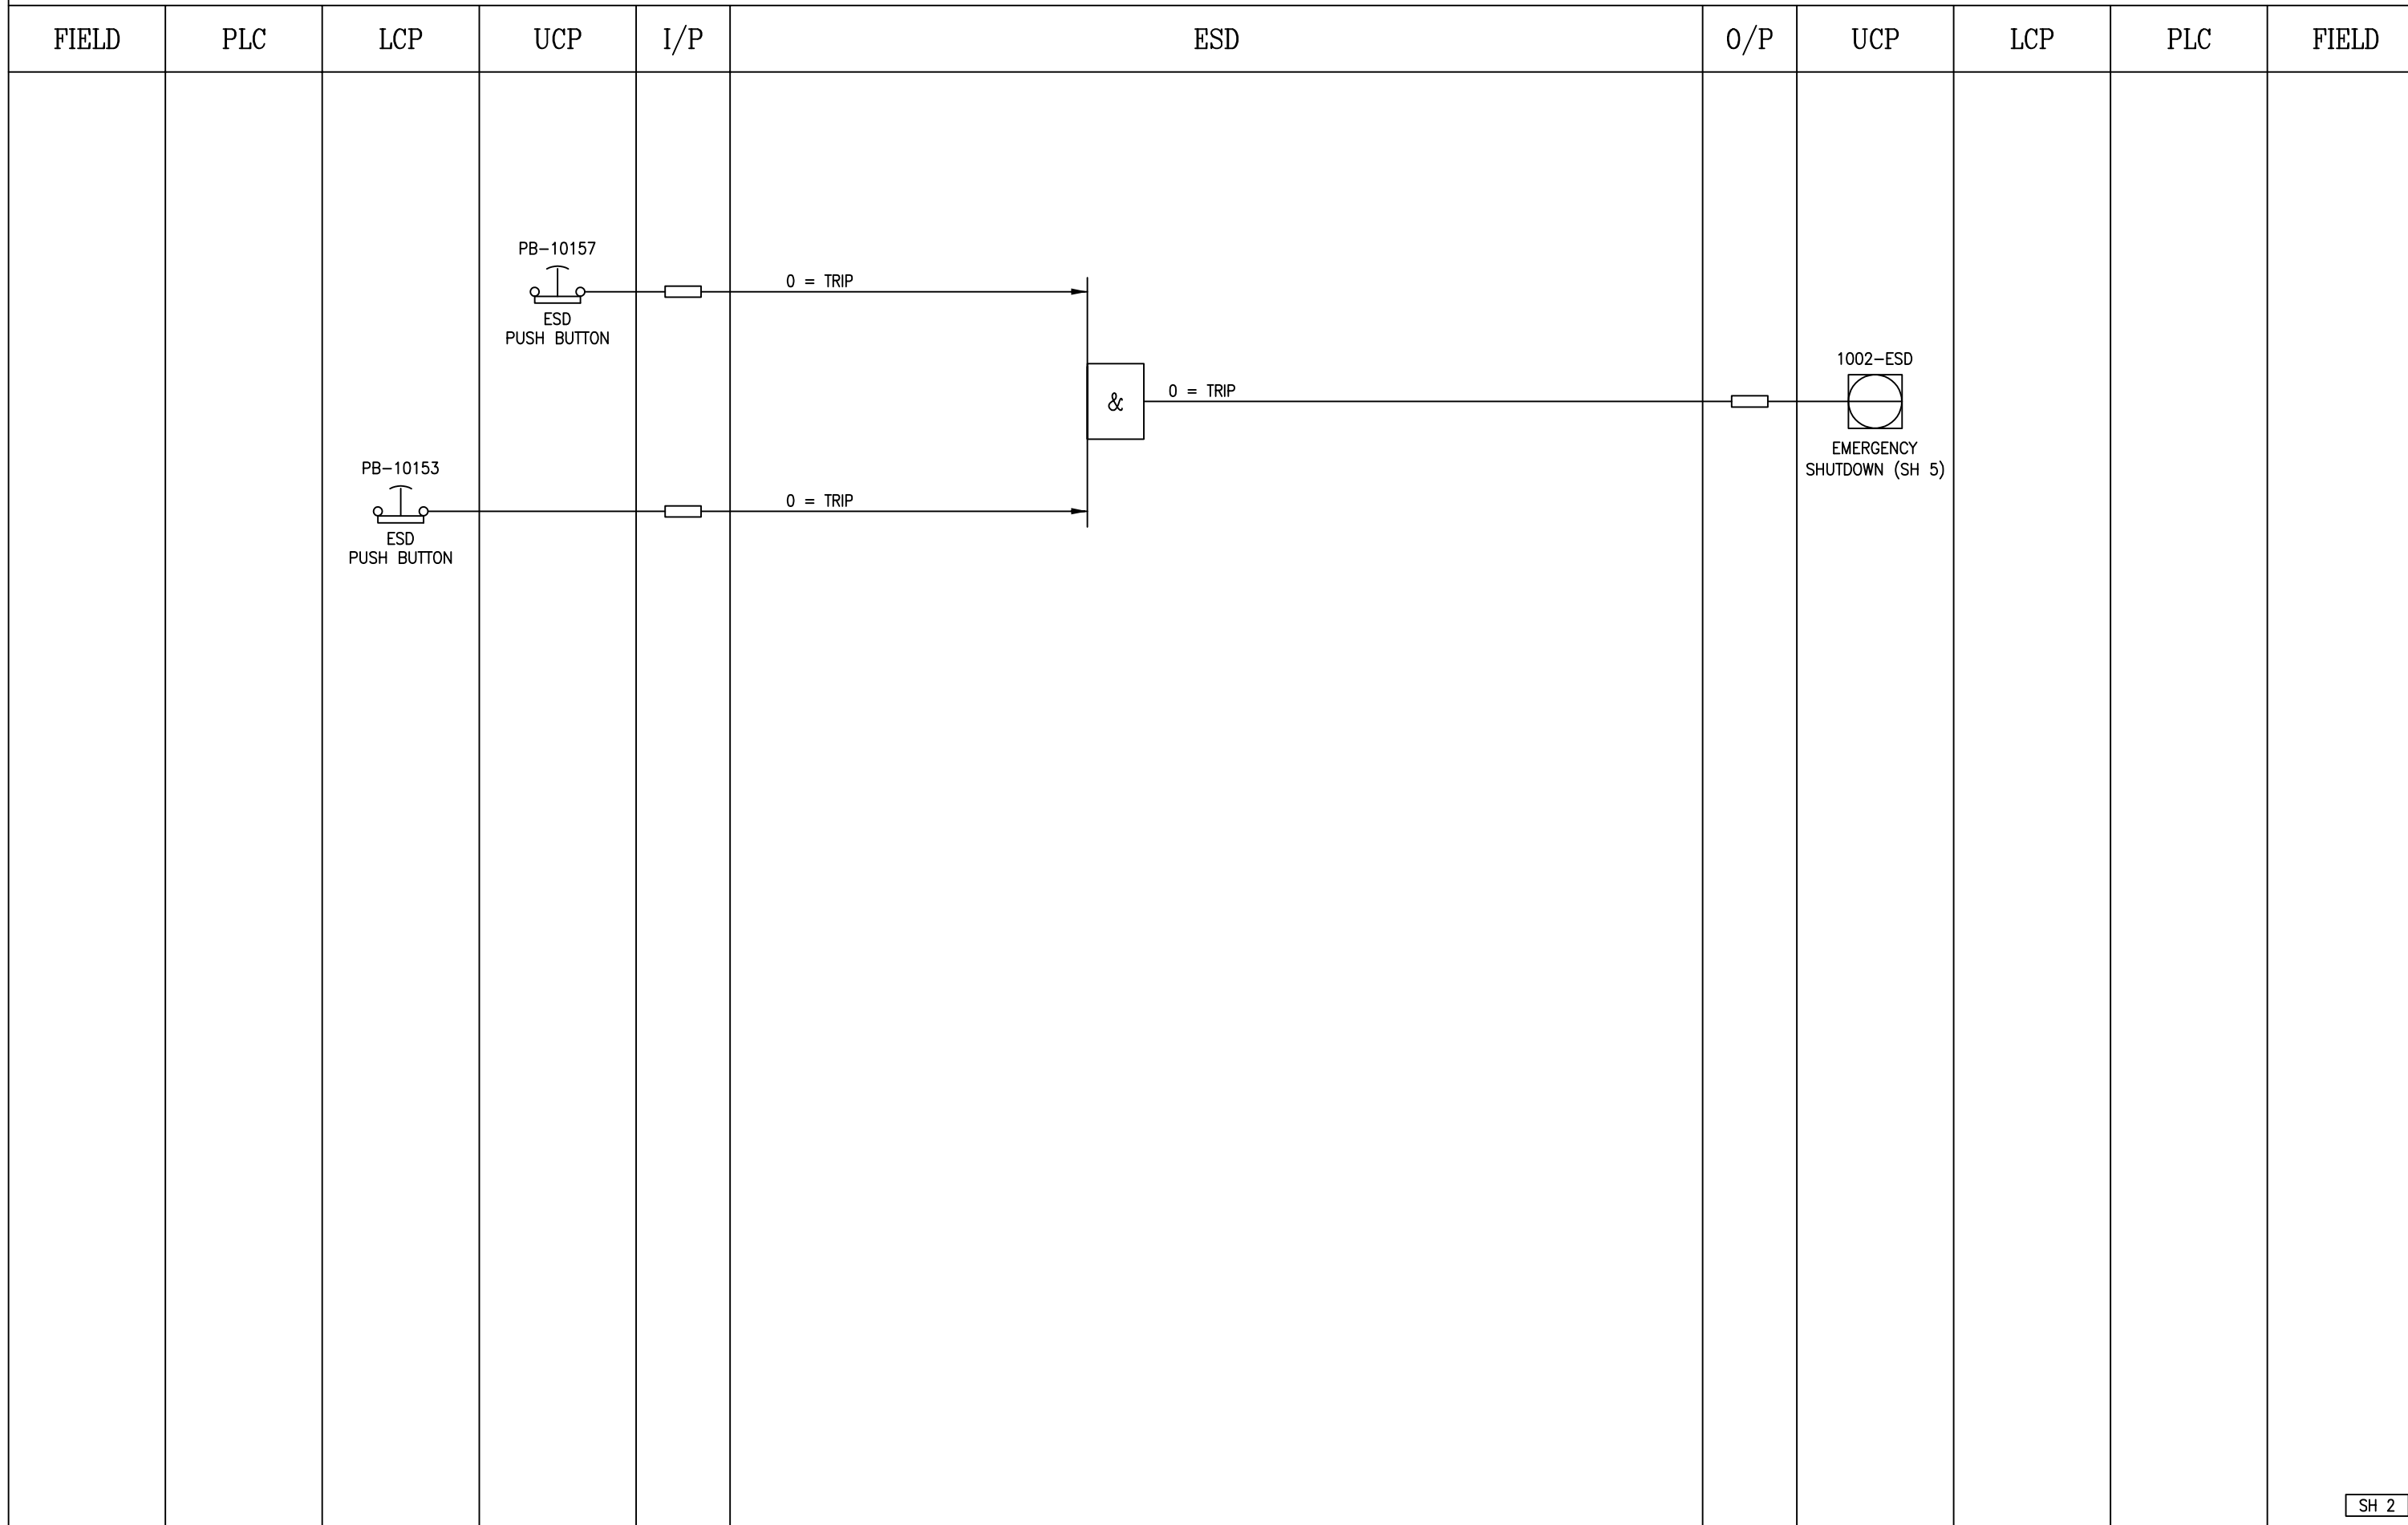 FIELD PLC LCP UCP I/P ESD O/P UCP LCP PLC FIELD
PB-10157
0 = TRIP
ESD
PUSH BUTTON
1002-ESD
&
0 = TRIP
EMERGENCY
SHUTDOWN (SH 5)
PB-10153
0 = TRIP
ESD
PUSH BUTTON
SH 2